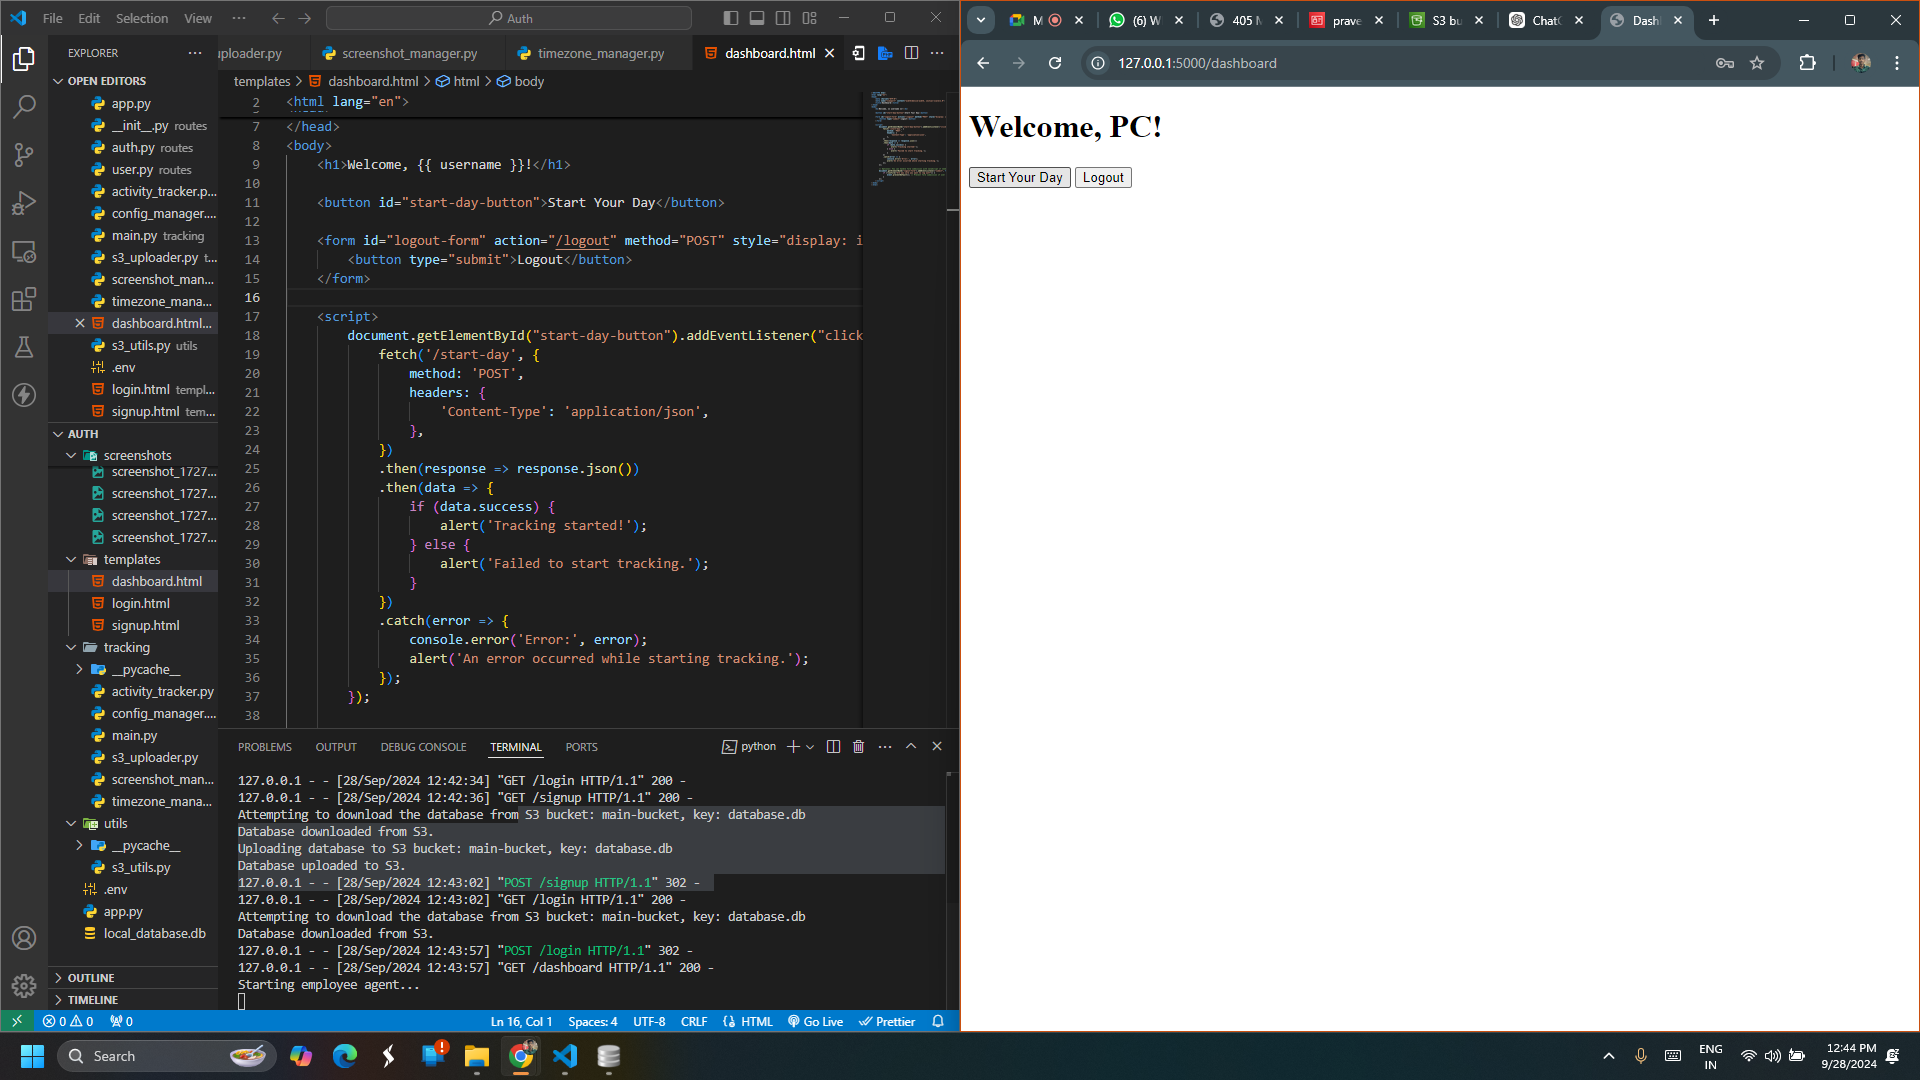 File Edit Selection View ··· Auth
EXPLORER ···
OPEN EDITORS
app.py
__init__.py routes
auth.py routes
user.py routes
activity_tracker.p...
config_manager....
main.py tracking
s3_uploader.py t...
screenshot_man...
timezone_mana...
dashboard.html...
s3_utils.py utils
.env
login.html templ...
signup.html tem...
AUTH
screenshots
screenshot_1727...
screenshot_1727...
screenshot_1727...
screenshot_1727...
templates
dashboard.html
login.html
signup.html
tracking
__pycache__
activity_tracker.py
config_manager....
main.py
s3_uploader.py
screenshot_man...
timezone_mana...
utils
__pycache__
s3_utils.py
.env
app.py
local_database.db
OUTLINE
TIMELINE
uploader.py screenshot_manager.py timezone_manager.py dashboard.html
templates > dashboard.html > html > body
2 <html lang="en">
7 </head>
8 <body>
9 <h1>Welcome, {{ username }}!</h1>
10
11 <button id="start-day-button">Start Your Day</button>
12
13 <form id="logout-form" action="/logout" method="POST" style="display: i
14 <button type="submit">Logout</button>
15 </form>
16
17 <script>
18 document.getElementById("start-day-button").addEventListener("click
19 fetch('/start-day', {
20 method: 'POST',
21 headers: {
22 'Content-Type': 'application/json',
23 },
24 })
25 .then(response => response.json())
26 .then(data => {
27 if (data.success) {
28 alert('Tracking started!');
29 } else {
30 alert('Failed to start tracking.');
31 }
32 })
33 .catch(error => {
34 console.error('Error:', error);
35 alert('An error occurred while starting tracking.');
36 });
37 });
38
PROBLEMS OUTPUT DEBUG CONSOLE TERMINAL PORTS python
127.0.0.1 - - [28/Sep/2024 12:42:34] "GET /login HTTP/1.1" 200 -
127.0.0.1 - - [28/Sep/2024 12:42:36] "GET /signup HTTP/1.1" 200 -
Attempting to download the database from S3 bucket: main-bucket, key: database.db
Database downloaded from S3.
Uploading database to S3 bucket: main-bucket, key: database.db
Database uploaded to S3.
127.0.0.1 - - [28/Sep/2024 12:43:02] "POST /signup HTTP/1.1" 302 -
127.0.0.1 - - [28/Sep/2024 12:43:02] "GET /login HTTP/1.1" 200 -
Attempting to download the database from S3 bucket: main-bucket, key: database.db
Database downloaded from S3.
127.0.0.1 - - [28/Sep/2024 12:43:57] "POST /login HTTP/1.1" 302 -
127.0.0.1 - - [28/Sep/2024 12:43:57] "GET /dashboard HTTP/1.1" 200 -
Starting employee agent...
0 0 0 Ln 16, Col 1 Spaces: 4 UTF-8 CRLF HTML Go Live Prettier
M (6) W 405 M prave S3 bu ChatG Dash
127.0.0.1:5000/dashboard
Welcome, PC!
Start Your Day Logout
Search
ENG
IN
12:44 PM
9/28/2024